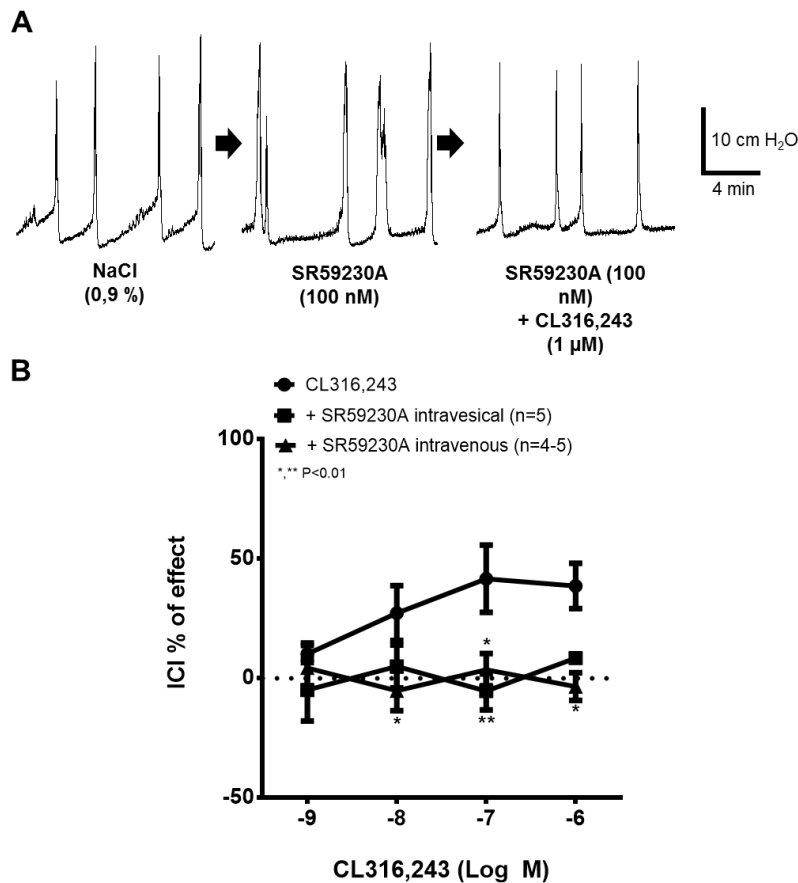 A
10 cm H₂O
4 min
NaCl
(0,9 %)
SR59230A
(100 nM)
SR59230A (100
nM)
+ CL316,243
(1 µM)
B
CL316,243
+ SR59230A intravesical (n=5)
+ SR59230A intravenous (n=4-5)
*,** P<0.01
100
50
0
-50
ICI % of effect
*
*
**
*
-9
-8
-7
-6
CL316,243 (Log M)